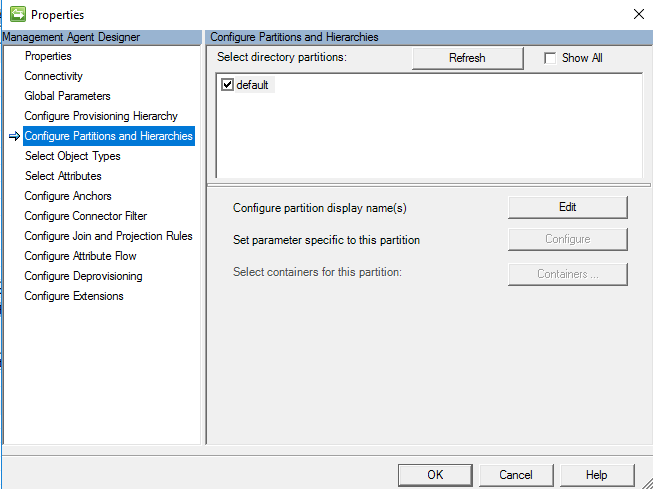 Properties
Management Agent Designer
Properties
Connectivity
Global Parameters
Configure Provisioning Hierarchy
Configure Partitions and Hierarchies
Select Object Types
Select Attributes
Configure Anchors
Configure Connector Filter
Configure Join and Projection Rules
Configure Attribute Flow
Configure Deprovisioning
Configure Extensions
Configure Partitions and Hierarchies
Select directory partitions:
Refresh
Show All
default
Configure partition display name(s)
Edit
Set parameter specific to this partition
Configure
Select containers for this partition:
Containers ...
OK
Cancel
Help